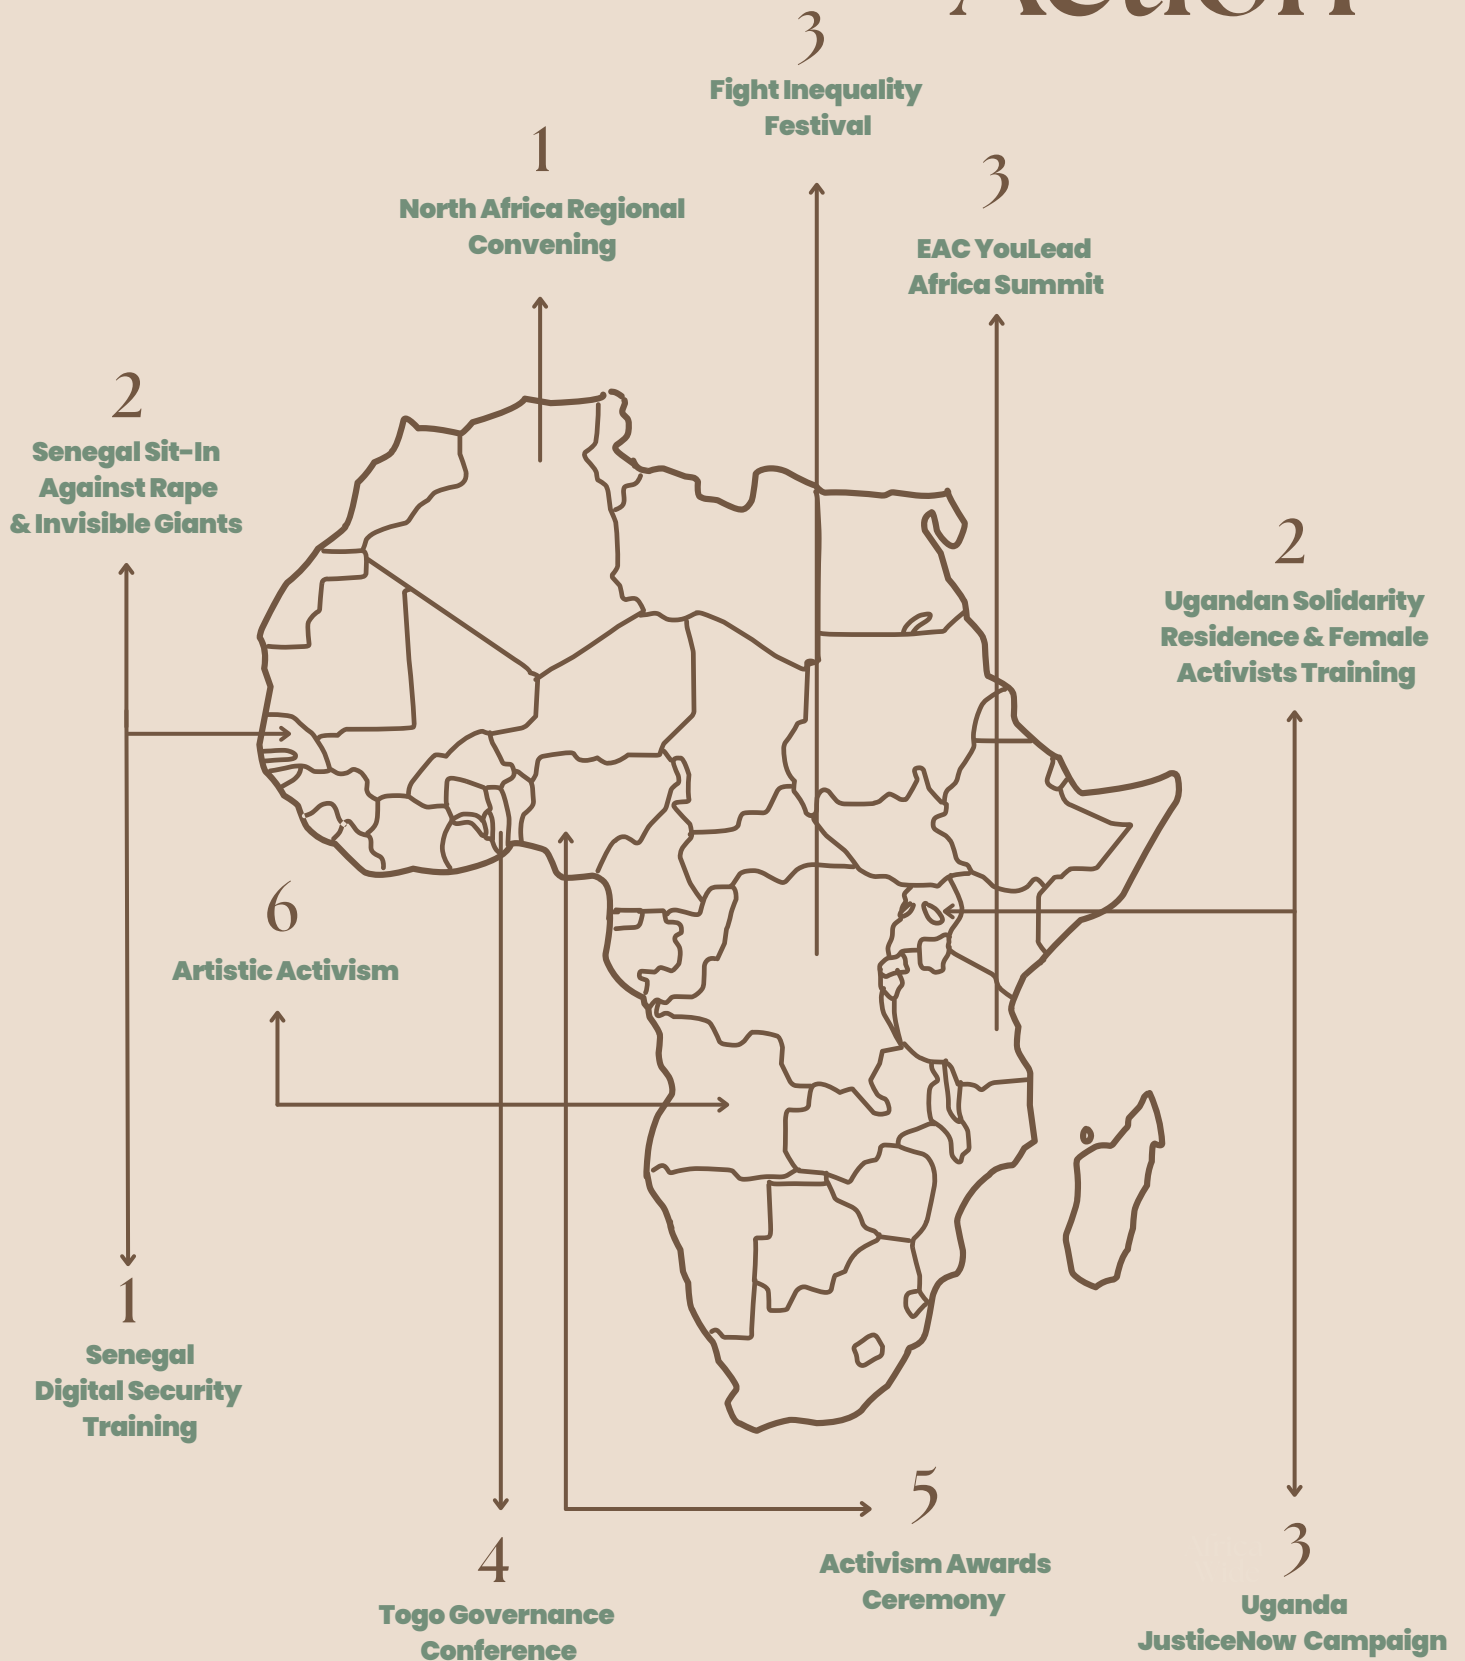 Action
3
Fight Inequality
Festival
1
North Africa Regional
Convening
3
EAC YouLead
Africa Summit
2
Senegal Sit-In
Against Rape
& Invisible Giants
2
Ugandan Solidarity
Residence & Female
Activists Training
6
Artistic Activism
1
Senegal
Digital Security
Training
4
Togo Governance
Conference
5
Activism Awards
Ceremony
3
Uganda
JusticeNow Campaign